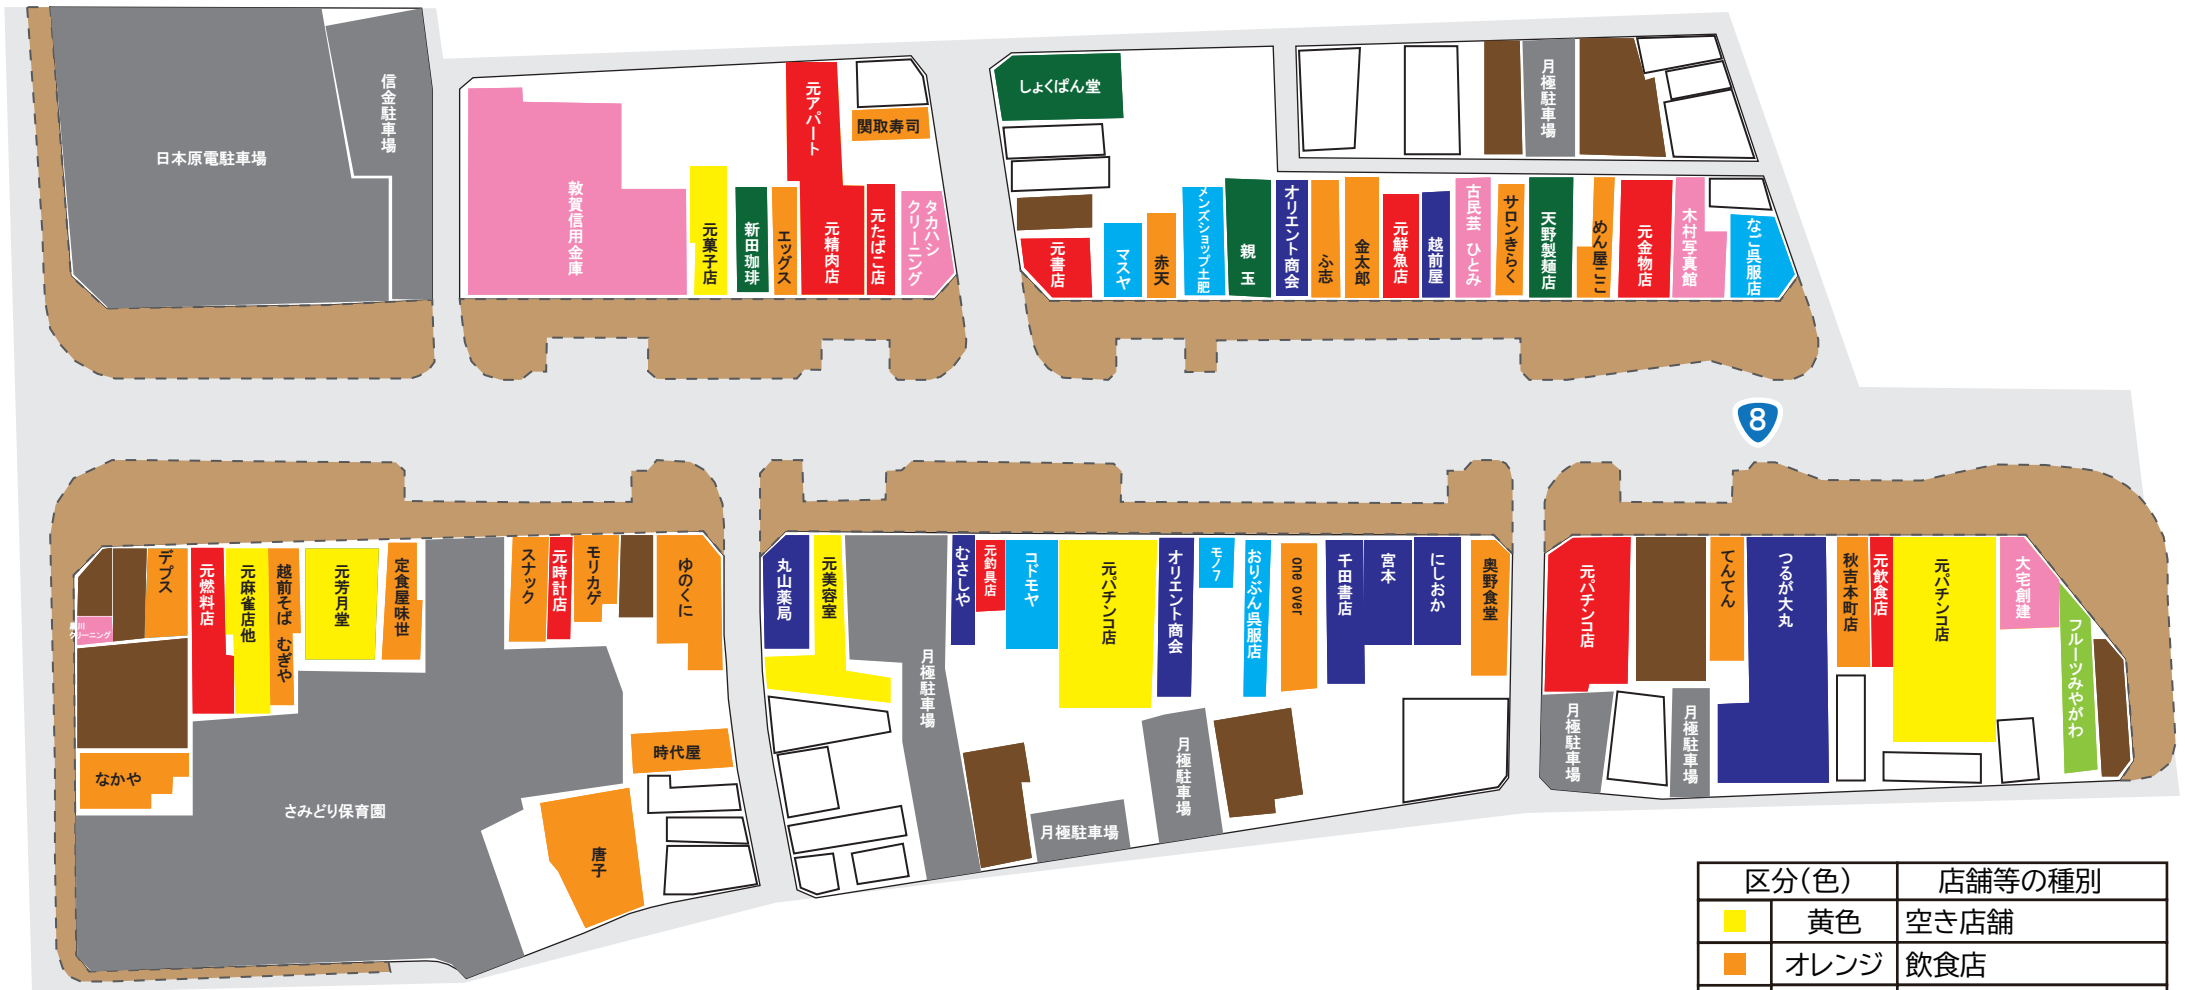 日本原電駐車場
信金駐車場
敦賀信用金庫
元菓子店
新田珈琲
エッグス
元アパート
元精肉店
元たばこ店
関取寿司
タカハシ
クリーニング
しょくぱん堂
元書店
マスヤ
赤天
メンズショップ土肥
親玉
オリエント商会
ふ志
金太郎
元鮮魚店
越前屋
古民芸 ひとみ
サロンきらく
天野製麺店
めん屋ここ
元金物店
木村写真館
なご呉服店
月極駐車場
8
クリーニング
デプス
元燃料店
元麻雀店他
越前そば むぎや
元芳月堂
定食屋味世
スナック
元時計店
モリカゲ
ゆのくに
なかや
さみどり保育園
時代屋
唐子
丸山薬局
元美容室
月極駐車場
むさしや
元釣具店
コドモヤ
元パチンコ店
オリエント商会
モノ7
おりぶん呉服店
one over
千田書店
宮本
にしおか
奥野食堂
月極駐車場
月極駐車場
元パチンコ店
てんてん
つるが大丸
秋吉本町店
元飲食店
元パチンコ店
大宅創建
フルーツみやがわ
月極駐車場
月極駐車場
区分(色) 店舗等の種別
黄色 空き店舗
オレンジ 飲食店